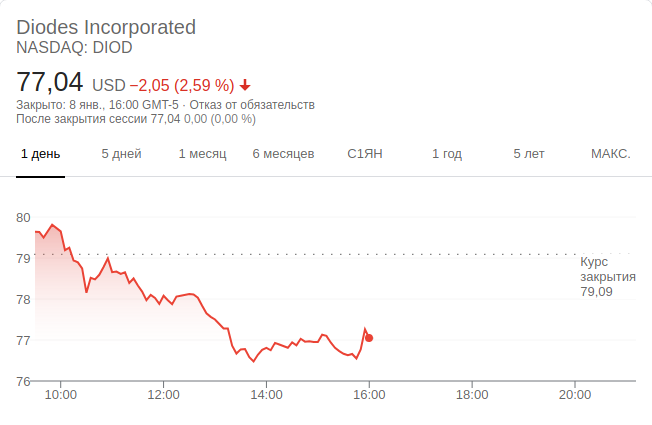 Diodes Incorporated
NASDAQ: DIOD
77,04 USD −2,05 (2,59 %)
Закрыто: 8 янв., 16:00 GMT-5 · Отказ от обязательств
После закрытия сессии 77,04 0,00 (0,00 %)
1 день 5 дней 1 месяц 6 месяцев С1ЯН 1 год 5 лет МАКС.
80
79
Курс
закрытия
79,09
78
77
76
10:00 12:00 14:00 16:00 18:00 20:00